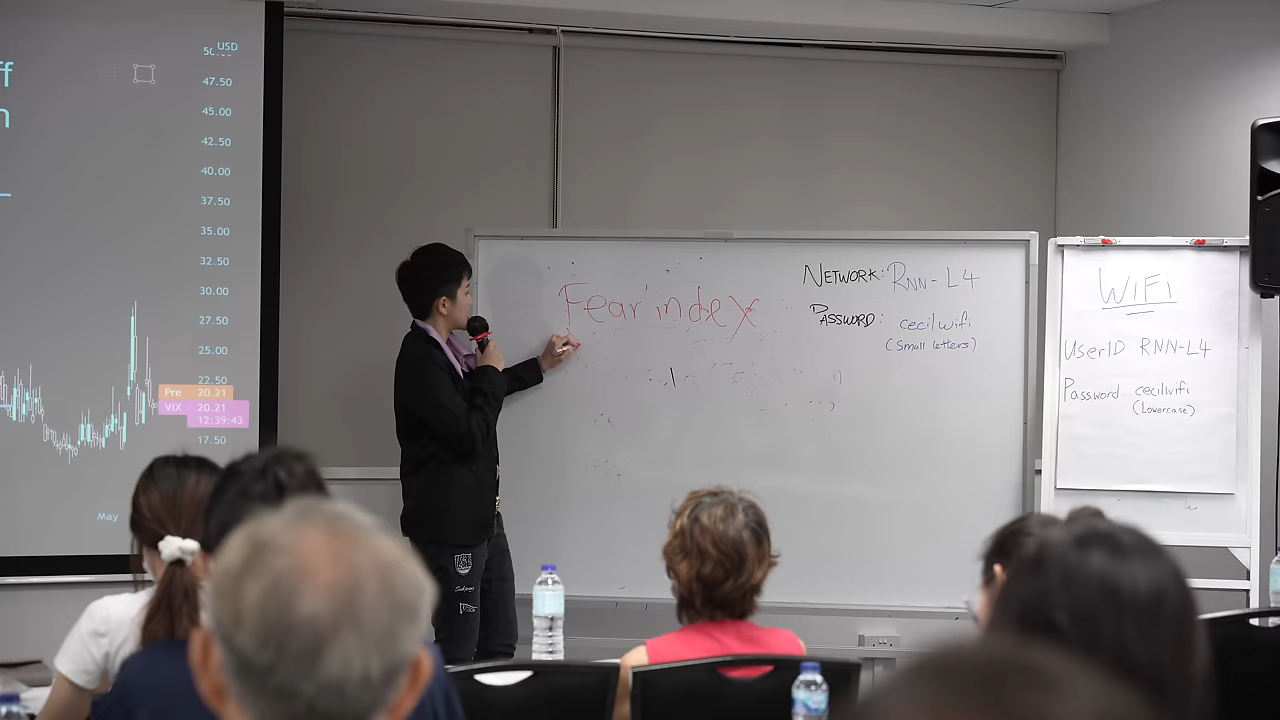 USD
50
47.50
45.00
42.50
40.00
37.50
35.00
32.50
30.00
27.50
25.00
22.50
Pre 20.21
VIX 20.21
12:39:43
17.50
May
Fear index
NETWORK: RNN-L4
PASSWORD: cecilwifi
(Small letters)
WiFi
UserID RNN-L4
Password cecilwifi
(Lowercase)